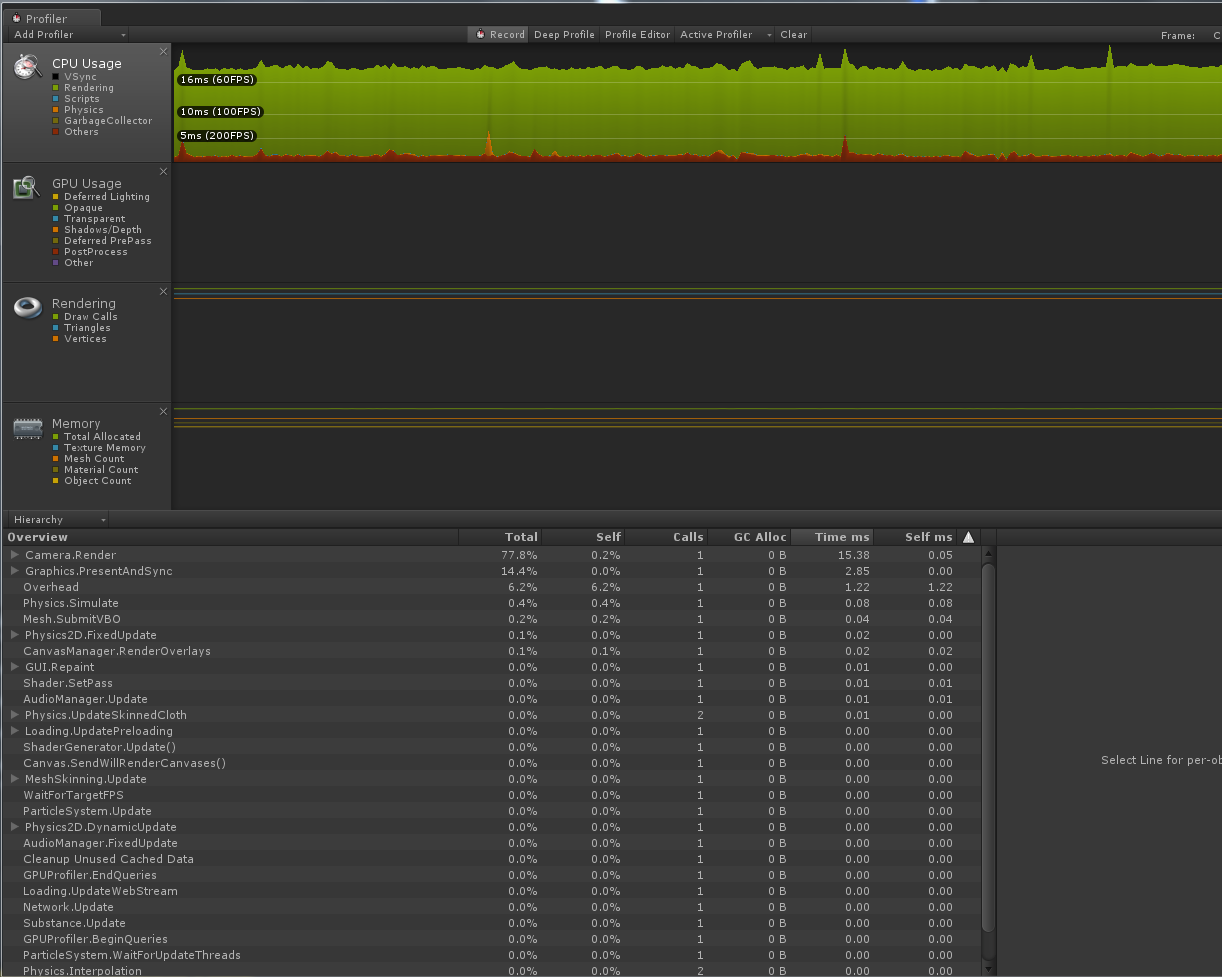 Profiler
Add Profiler Record Deep Profile Profile Editor Active Profiler Clear Frame: C
CPU Usage
VSync
Rendering
Scripts
Physics
GarbageCollector
Others
16ms (60FPS)
10ms (100FPS)
5ms (200FPS)
GPU Usage
Deferred Lighting
Opaque
Transparent
Shadows/Depth
Deferred PrePass
PostProcess
Other
Rendering
Draw Calls
Triangles
Vertices
Memory
Total Allocated
Texture Memory
Mesh Count
Material Count
Object Count
Hierarchy
Overview Total Self Calls GC Alloc Time ms Self ms
Camera.Render 77.8% 0.2% 1 0 B 15.38 0.05
Graphics.PresentAndSync 14.4% 0.0% 1 0 B 2.85 0.00
Overhead 6.2% 6.2% 1 0 B 1.22 1.22
Physics.Simulate 0.4% 0.4% 1 0 B 0.08 0.08
Mesh.SubmitVBO 0.2% 0.2% 1 0 B 0.04 0.04
Physics2D.FixedUpdate 0.1% 0.0% 1 0 B 0.02 0.00
CanvasManager.RenderOverlays 0.1% 0.1% 1 0 B 0.02 0.02
GUI.Repaint 0.0% 0.0% 1 0 B 0.01 0.00
Shader.SetPass 0.0% 0.0% 1 0 B 0.01 0.01
AudioManager.Update 0.0% 0.0% 1 0 B 0.01 0.01
Physics.UpdateSkinnedCloth 0.0% 0.0% 2 0 B 0.01 0.00
Loading.UpdatePreloading 0.0% 0.0% 1 0 B 0.00 0.00
ShaderGenerator.Update() 0.0% 0.0% 1 0 B 0.00 0.00
Canvas.SendWillRenderCanvases() 0.0% 0.0% 1 0 B 0.00 0.00
MeshSkinning.Update 0.0% 0.0% 1 0 B 0.00 0.00
WaitForTargetFPS 0.0% 0.0% 1 0 B 0.00 0.00
ParticleSystem.Update 0.0% 0.0% 1 0 B 0.00 0.00
Physics2D.DynamicUpdate 0.0% 0.0% 1 0 B 0.00 0.00
AudioManager.FixedUpdate 0.0% 0.0% 1 0 B 0.00 0.00
Cleanup Unused Cached Data 0.0% 0.0% 1 0 B 0.00 0.00
GPUProfiler.EndQueries 0.0% 0.0% 1 0 B 0.00 0.00
Loading.UpdateWebStream 0.0% 0.0% 1 0 B 0.00 0.00
Network.Update 0.0% 0.0% 1 0 B 0.00 0.00
Substance.Update 0.0% 0.0% 1 0 B 0.00 0.00
GPUProfiler.BeginQueries 0.0% 0.0% 1 0 B 0.00 0.00
ParticleSystem.WaitForUpdateThreads 0.0% 0.0% 1 0 B 0.00 0.00
Physics.Interpolation 0.0% 0.0% 2 0 B 0.00 0.00
Select Line for per-ob